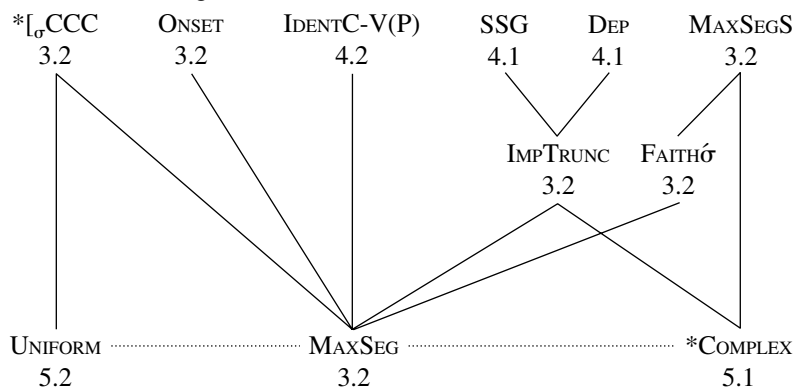 *[σCCC ONSET IDENTC-V(P) SSG DEP MAXSEGS
3.2 3.2 4.2 4.1 4.1 3.2
IMPTRUNC FAITHσ́
3.2 3.2
UNIFORM MAXSEG *COMPLEX
5.2 3.2 5.1